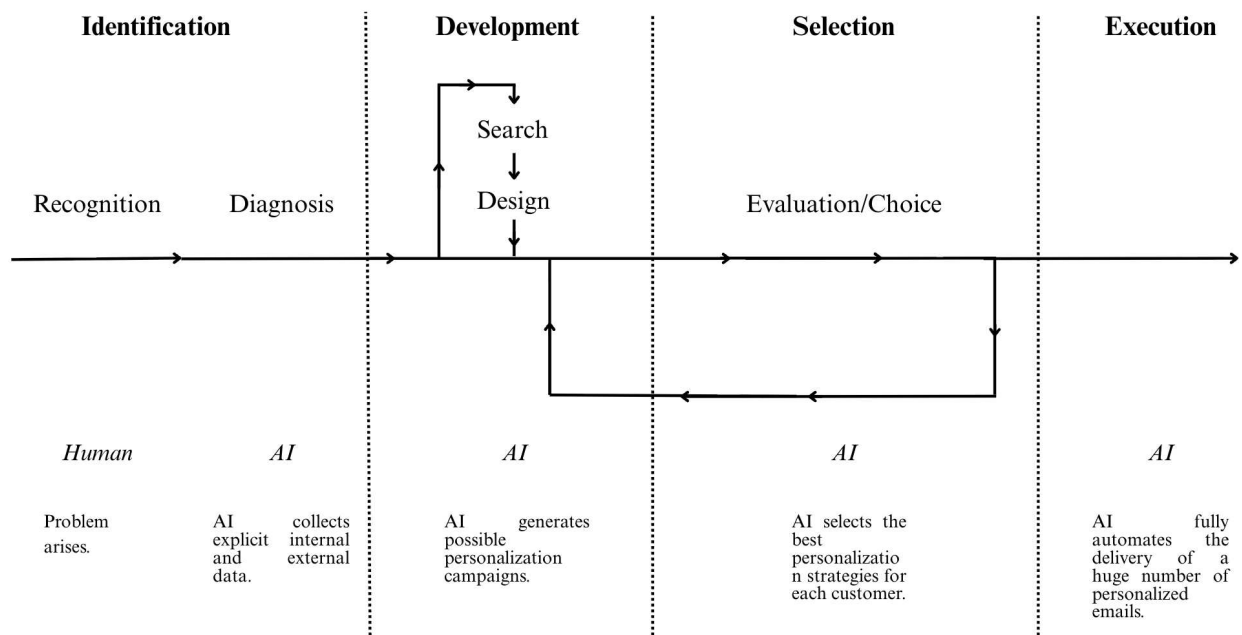 Identification
Development
Selection
Execution
Search
Design
Recognition
Diagnosis
Evaluation/Choice
Human
AI
AI
AI
AI
Problem
arises.
AI collects
explicit internal
and external
data.
AI generates
possible
personalization
campaigns.
AI selects the
best
personalizatio
n strategies for
each customer.
AI fully
automates the
delivery of a
huge number of
personalized
emails.